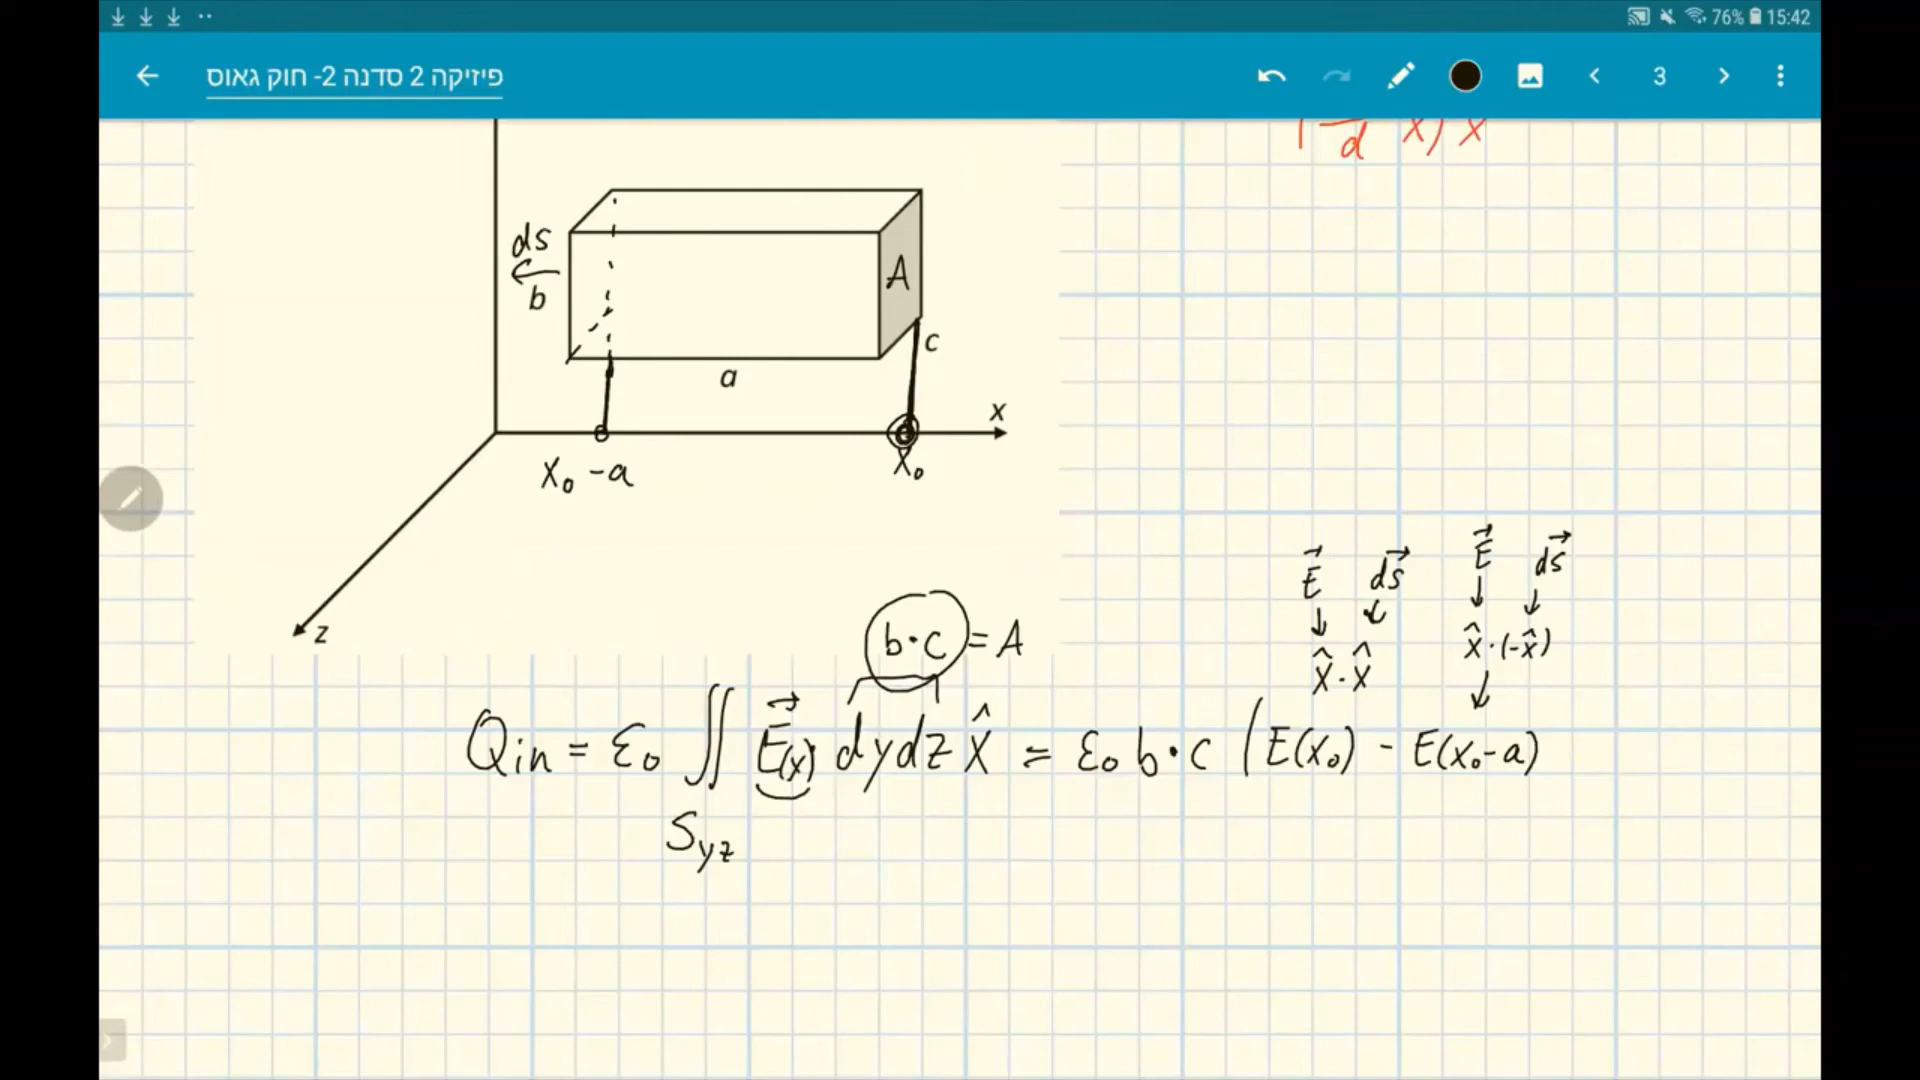 76% 15:42
פיזיקה 2 סדנה 2- חוק גאוס
3
d x) x
ds
b
A
c
a
x
x₀ -a
x₀
z
E⃗ ds⃗ E⃗ ds⃗
x̂ · x̂ x̂ · (-x̂)
b·c = A
Qin = ε₀ ∬ E⃗(x) dydz x̂ = ε₀ b·c (E(x₀) - E(x₀-a)
Syz